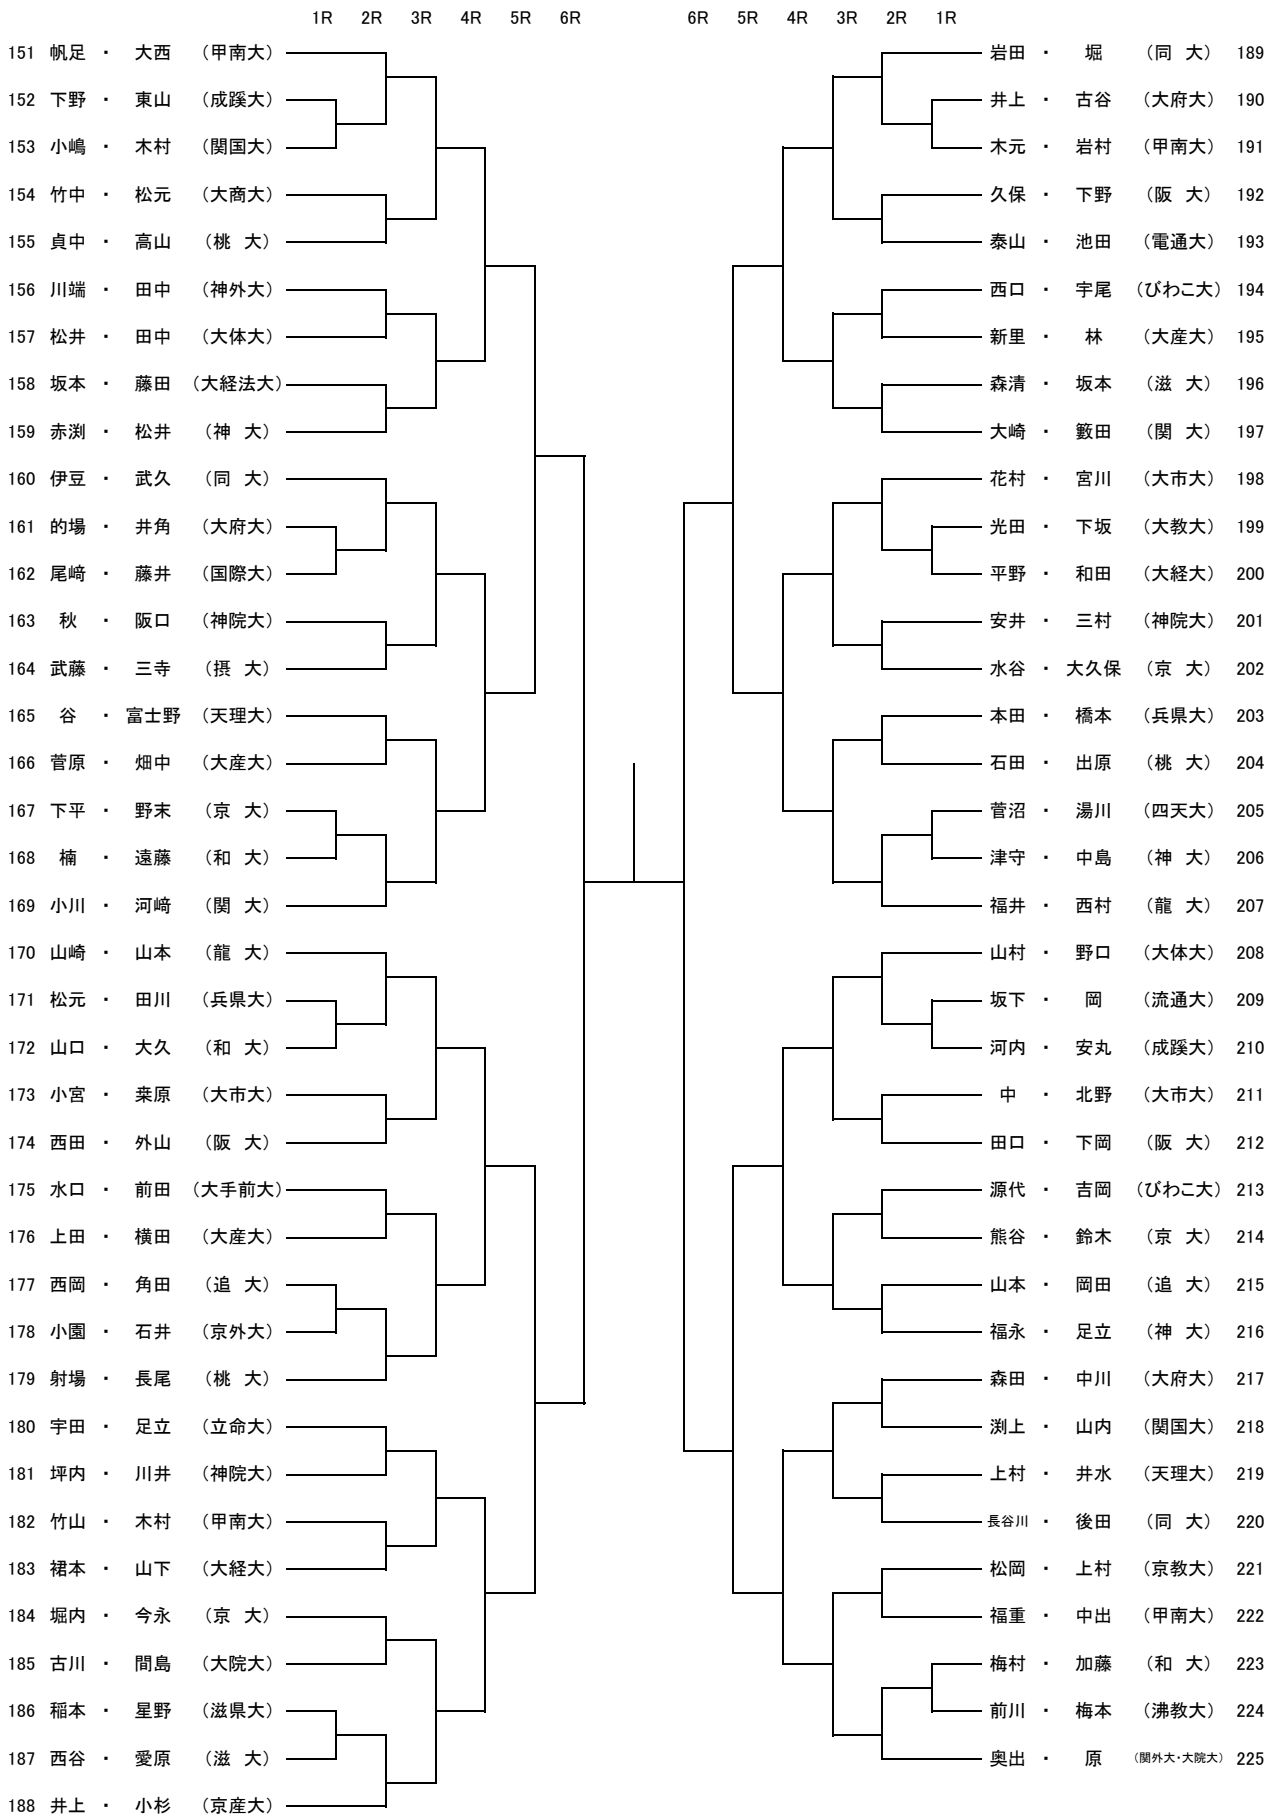 1R 2R 3R 4R 5R 6R 6R 5R 4R 3R 2R 1R
151 帆足 ・ 大西 （甲南大）
152 下野 ・ 東山 （成蹊大）
153 小嶋 ・ 木村 （関国大）
154 竹中 ・ 松元 （大商大）
155 貞中 ・ 高山 （桃 大）
156 川端 ・ 田中 （神外大）
157 松井 ・ 田中 （大体大）
158 坂本 ・ 藤田 （大経法大）
159 赤渕 ・ 松井 （神 大）
160 伊豆 ・ 武久 （同 大）
161 的場 ・ 井角 （大府大）
162 尾﨑 ・ 藤井 （国際大）
163 秋 ・ 阪口 （神院大）
164 武藤 ・ 三寺 （摂 大）
165 谷 ・ 富士野 （天理大）
166 菅原 ・ 畑中 （大産大）
167 下平 ・ 野末 （京 大）
168 楠 ・ 遠藤 （和 大）
169 小川 ・ 河﨑 （関 大）
170 山崎 ・ 山本 （龍 大）
171 松元 ・ 田川 （兵県大）
172 山口 ・ 大久 （和 大）
173 小宮 ・ 桒原 （大市大）
174 西田 ・ 外山 （阪 大）
175 水口 ・ 前田 （大手前大）
176 上田 ・ 横田 （大産大）
177 西岡 ・ 角田 （追 大）
178 小園 ・ 石井 （京外大）
179 射場 ・ 長尾 （桃 大）
180 宇田 ・ 足立 （立命大）
181 坪内 ・ 川井 （神院大）
182 竹山 ・ 木村 （甲南大）
183 裙本 ・ 山下 （大経大）
184 堀内 ・ 今永 （京 大）
185 古川 ・ 間島 （大院大）
186 稲本 ・ 星野 （滋県大）
187 西谷 ・ 愛原 （滋 大）
188 井上 ・ 小杉 （京産大）
岩田 ・ 堀 （同 大） 189
井上 ・ 古谷 （大府大） 190
木元 ・ 岩村 （甲南大） 191
久保 ・ 下野 （阪 大） 192
泰山 ・ 池田 （電通大） 193
西口 ・ 宇尾 （びわこ大） 194
新里 ・ 林 （大産大） 195
森清 ・ 坂本 （滋 大） 196
大崎 ・ 籔田 （関 大） 197
花村 ・ 宮川 （大市大） 198
光田 ・ 下坂 （大教大） 199
平野 ・ 和田 （大経大） 200
安井 ・ 三村 （神院大） 201
水谷 ・ 大久保 （京 大） 202
本田 ・ 橋本 （兵県大） 203
石田 ・ 出原 （桃 大） 204
菅沼 ・ 湯川 （四天大） 205
津守 ・ 中島 （神 大） 206
福井 ・ 西村 （龍 大） 207
山村 ・ 野口 （大体大） 208
坂下 ・ 岡 （流通大） 209
河内 ・ 安丸 （成蹊大） 210
中 ・ 北野 （大市大） 211
田口 ・ 下岡 （阪 大） 212
源代 ・ 吉岡 （びわこ大） 213
熊谷 ・ 鈴木 （京 大） 214
山本 ・ 岡田 （追 大） 215
福永 ・ 足立 （神 大） 216
森田 ・ 中川 （大府大） 217
渕上 ・ 山内 （関国大） 218
上村 ・ 井水 （天理大） 219
長谷川 ・ 後田 （同 大） 220
松岡 ・ 上村 （京教大） 221
福重 ・ 中出 （甲南大） 222
梅村 ・ 加藤 （和 大） 223
前川 ・ 梅本 （沸教大） 224
奥出 ・ 原 （関外大・大院大） 225